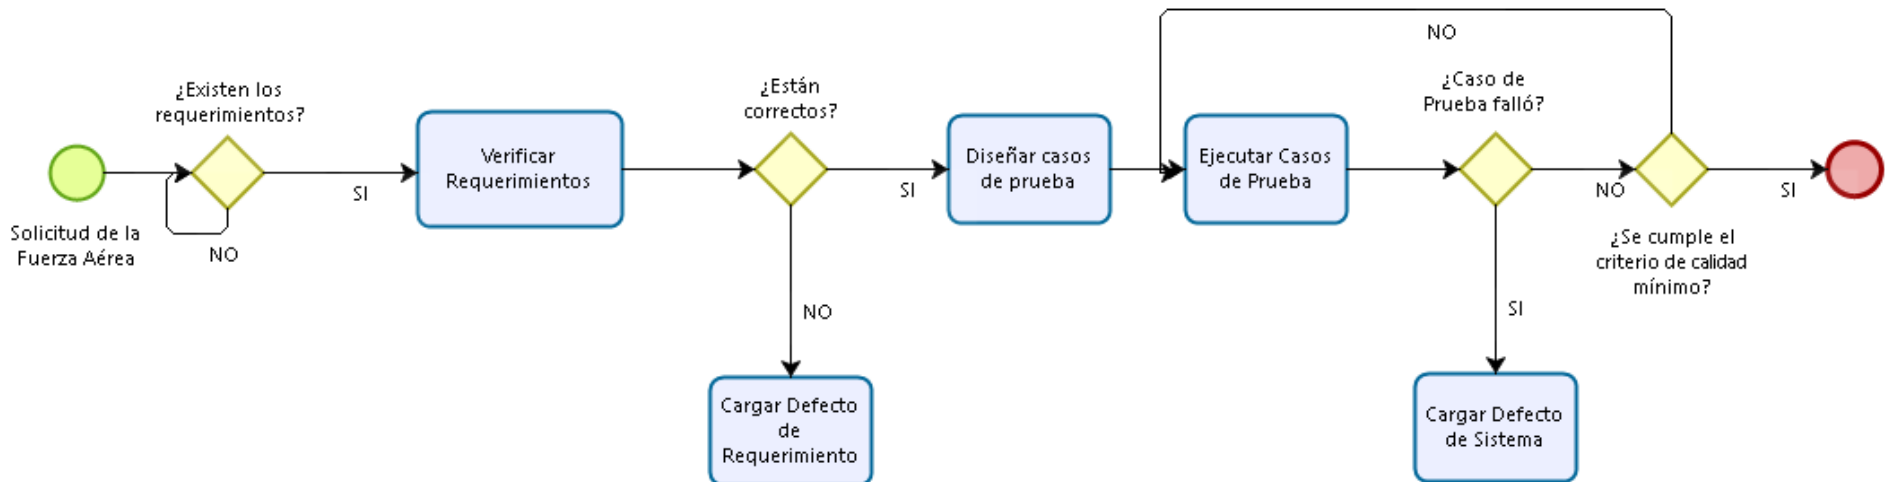 Solicitud de la
Fuerza Aérea
¿Existen los
requerimientos?
NO
SI
Verificar
Requerimientos
¿Están
correctos?
SI
NO
Cargar Defecto
de
Requerimiento
Diseñar casos
de prueba
Ejecutar Casos
de Prueba
¿Caso de
Prueba falló?
NO
SI
Cargar Defecto
de Sistema
NO
¿Se cumple el
criterio de calidad
mínimo?
SI